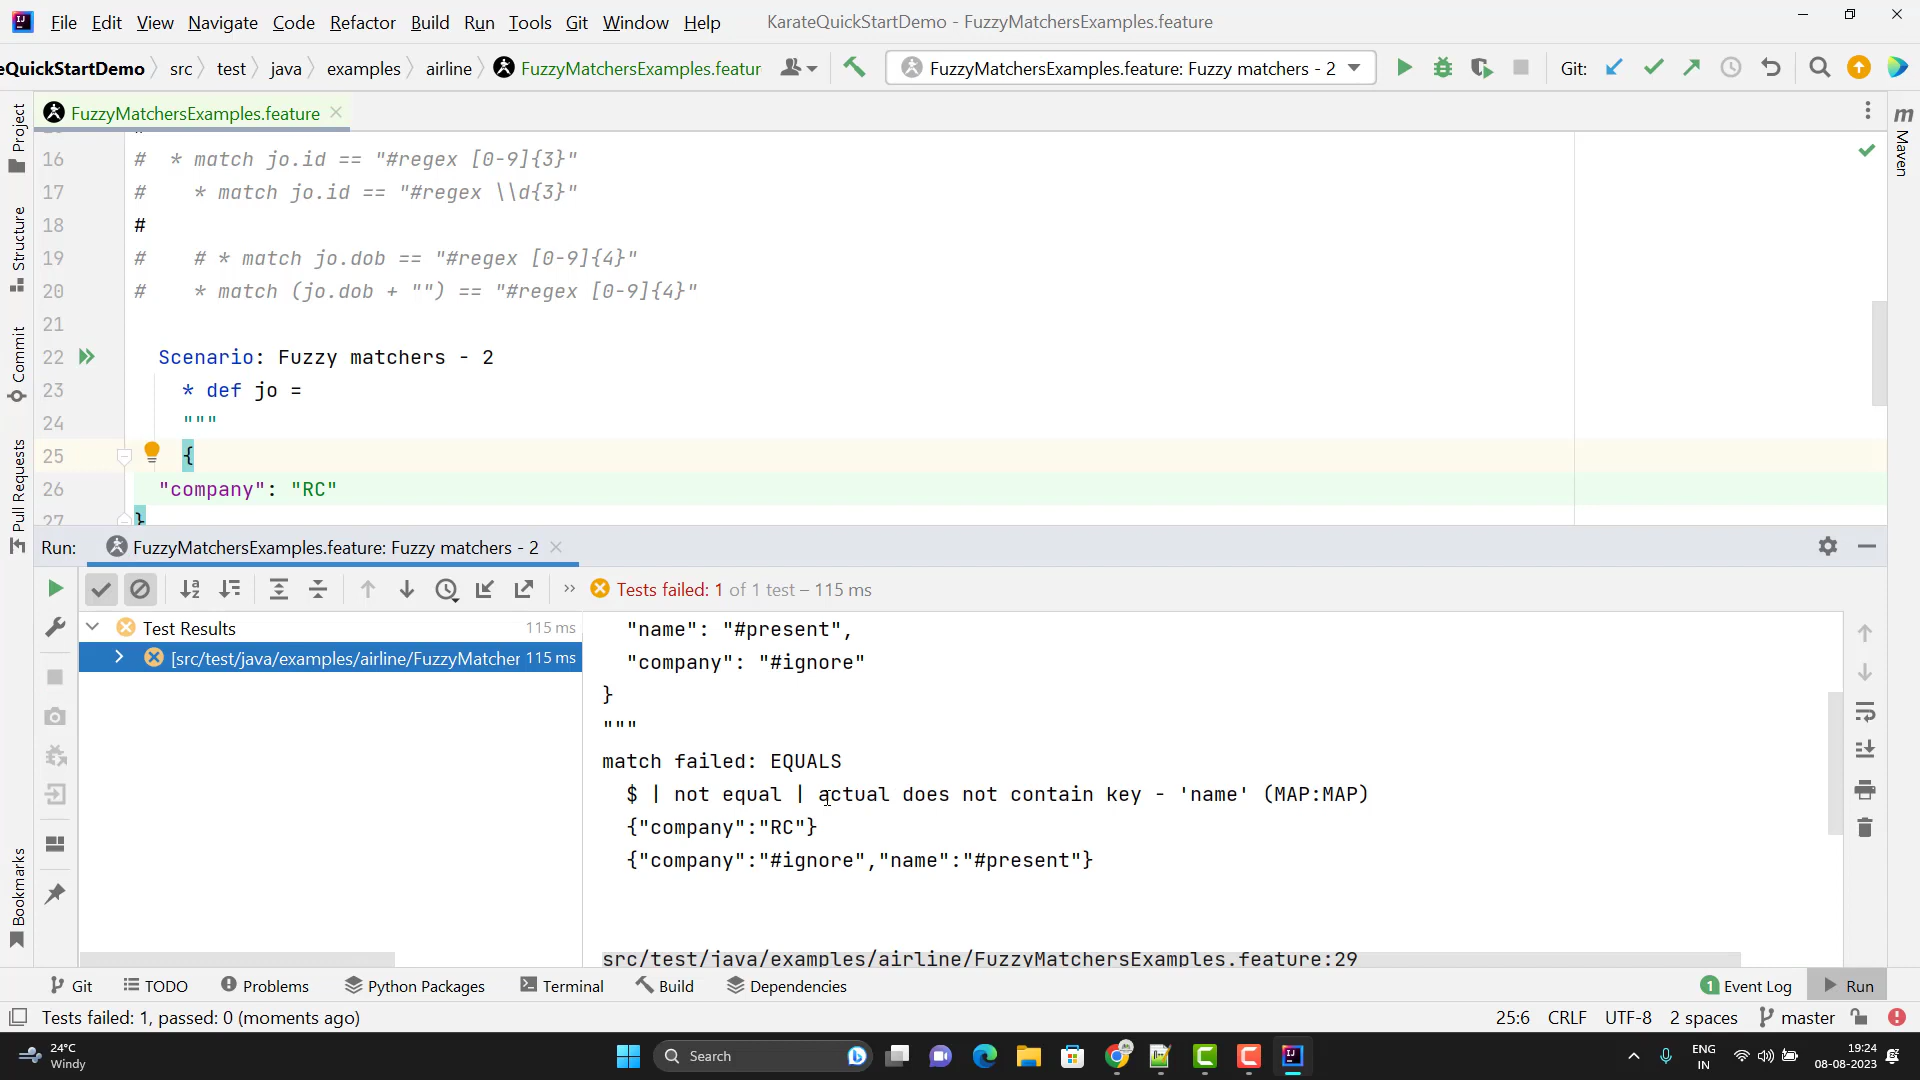 File Edit View Navigate Code Refactor Build Run Tools Git Window Help KarateQuickStartDemo - FuzzyMatchersExamples.feature
eQuickStartDemo src test java examples airline FuzzyMatchersExamples.featur FuzzyMatchersExamples.feature: Fuzzy matchers - 2 Git:
FuzzyMatchersExamples.feature
16 # * match jo.id == "#regex [0-9]{3}"
17 # * match jo.id == "#regex \\d{3}"
18 #
19 # # * match jo.dob == "#regex [0-9]{4}"
20 # * match (jo.dob + "") == "#regex [0-9]{4}"
21
22 Scenario: Fuzzy matchers - 2
23 * def jo =
24 """
25 {
26 "company": "RC"
27 }
Project
Structure
Commit
Pull Requests
Bookmarks
m
Maven
Run: FuzzyMatchersExamples.feature: Fuzzy matchers - 2
Tests failed: 1 of 1 test – 115 ms
Test Results 115 ms
[src/test/java/examples/airline/FuzzyMatcher 115 ms
"name": "#present",
"company": "#ignore"
}
"""
match failed: EQUALS
$ | not equal | actual does not contain key - 'name' (MAP:MAP)
{"company":"RC"}
{"company":"#ignore","name":"#present"}
src/test/java/examples/airline/FuzzyMatchersExamples.feature:29
Git TODO Problems Python Packages Terminal Build Dependencies 1 Event Log Run
Tests failed: 1, passed: 0 (moments ago) 25:6 CRLF UTF-8 2 spaces master
24°C
Windy
Search
ENG
IN
19:24
08-08-2023